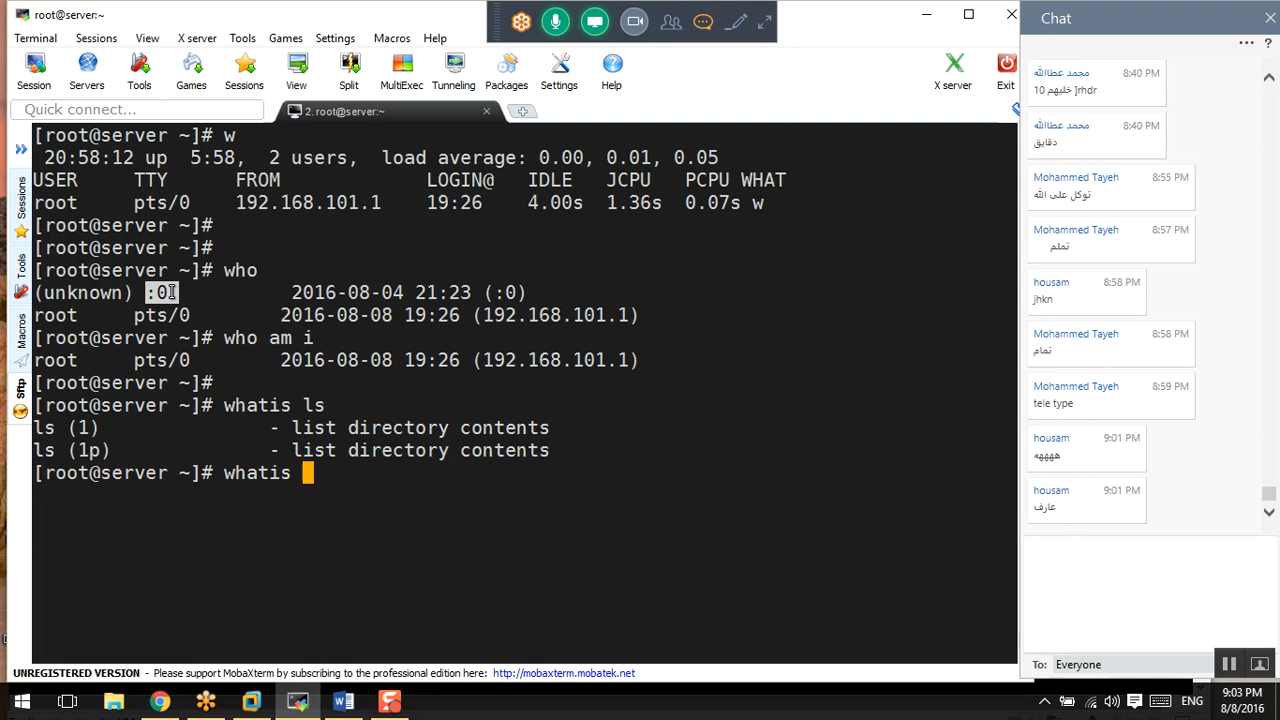 root@server:~
Terminal Sessions View X server Tools Games Settings Macros Help
Session Servers Tools Games Sessions View Split MultiExec Tunneling Packages Settings Help X server Exit
Quick connect...
2. root@server:~
[root@server ~]# w
20:58:12 up 5:58, 2 users, load average: 0.00, 0.01, 0.05
USER TTY FROM LOGIN@ IDLE JCPU PCPU WHAT
root pts/0 192.168.101.1 19:26 4.00s 1.36s 0.07s w
[root@server ~]#
[root@server ~]#
[root@server ~]# who
(unknown) :0 2016-08-04 21:23 (:0)
root pts/0 2016-08-08 19:26 (192.168.101.1)
[root@server ~]# who am i
root pts/0 2016-08-08 19:26 (192.168.101.1)
[root@server ~]#
[root@server ~]# whatis ls
ls (1) - list directory contents
ls (1p) - list directory contents
[root@server ~]# whatis
Sessions
Tools
Macros
Sftp
UNREGISTERED VERSION - Please support MobaXterm by subscribing to the professional edition here: http://mobaxterm.mobatek.net
Chat
... ?
محمد عطاالله 8:40 PM
خليهم 10 [rhdr
محمد عطاالله 8:40 PM
دقايق
Mohammed Tayeh 8:55 PM
توكل على الله
Mohammed Tayeh 8:57 PM
تملم
housam 8:58 PM
jhkn
Mohammed Tayeh 8:58 PM
تمام
Mohammed Tayeh 8:59 PM
tele type
housam 9:01 PM
هههههه
housam 9:01 PM
عارف
To: Everyone
ENG
9:03 PM
8/8/2016